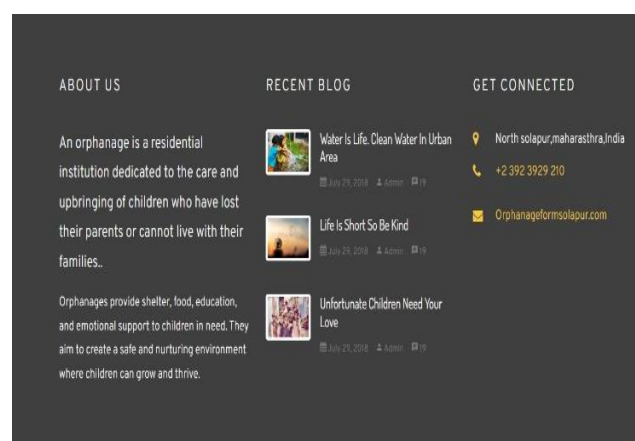 ABOUT US
An orphanage is a residential
institution dedicated to the care and
upbringing of children who have lost
their parents or cannot live with their
families..
Orphanages provide shelter, food, education,
and emotional support to children in need. They
aim to create a safe and nurturing environment
where children can grow and thrive.
RECENT BLOG
Water Is Life. Clean Water In Urban
Area
July 29, 2018 Admin 19
Life Is Short So Be Kind
July 29, 2018 Admin 19
Unfortunate Children Need Your
Love
July 29, 2018 Admin 19
GET CONNECTED
North solapur,maharasthra,India
+2 392 3929 210
Orphanageformsolapur.com